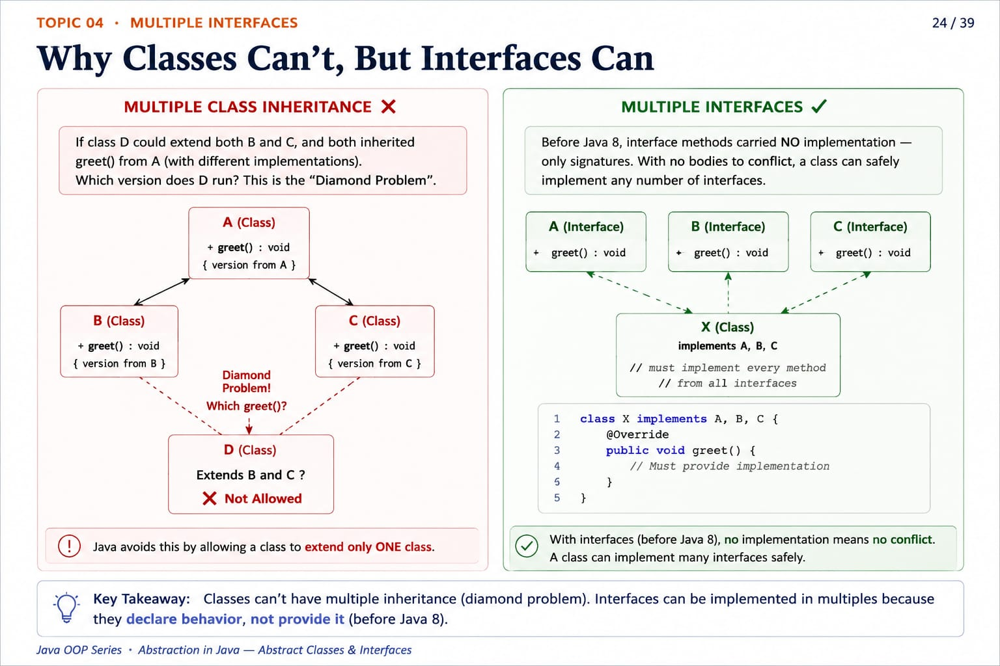 TOPIC 04 · MULTIPLE INTERFACES
24 / 39
Why Classes Can’t, But Interfaces Can
MULTIPLE CLASS INHERITANCE ✕
If class D could extend both B and C, and both inherited
greet() from A (with different implementations).
Which version does D run? This is the “Diamond Problem”.
A (Class)
+ greet() : void
{ version from A }
B (Class)
+ greet() : void
{ version from B }
C (Class)
+ greet() : void
{ version from C }
Diamond
Problem!
Which greet()?
D (Class)
Extends B and C ?
✕ Not Allowed
! Java avoids this by allowing a class to extend only ONE class.
MULTIPLE INTERFACES ✓
Before Java 8, interface methods carried NO implementation —
only signatures. With no bodies to conflict, a class can safely
implement any number of interfaces.
A (Interface)
+ greet() : void
B (Interface)
+ greet() : void
C (Interface)
+ greet() : void
X (Class)
implements A, B, C
// must implement every method
// from all interfaces
1 class X implements A, B, C {
2 @Override
3 public void greet() {
4 // Must provide implementation
6 }
5 }
With interfaces (before Java 8), no implementation means no conflict.
A class can implement many interfaces safely.
Key Takeaway: Classes can’t have multiple inheritance (diamond problem). Interfaces can be implemented in multiples because
they declare behavior, not provide it (before Java 8).
Java OOP Series · Abstraction in Java — Abstract Classes & Interfaces